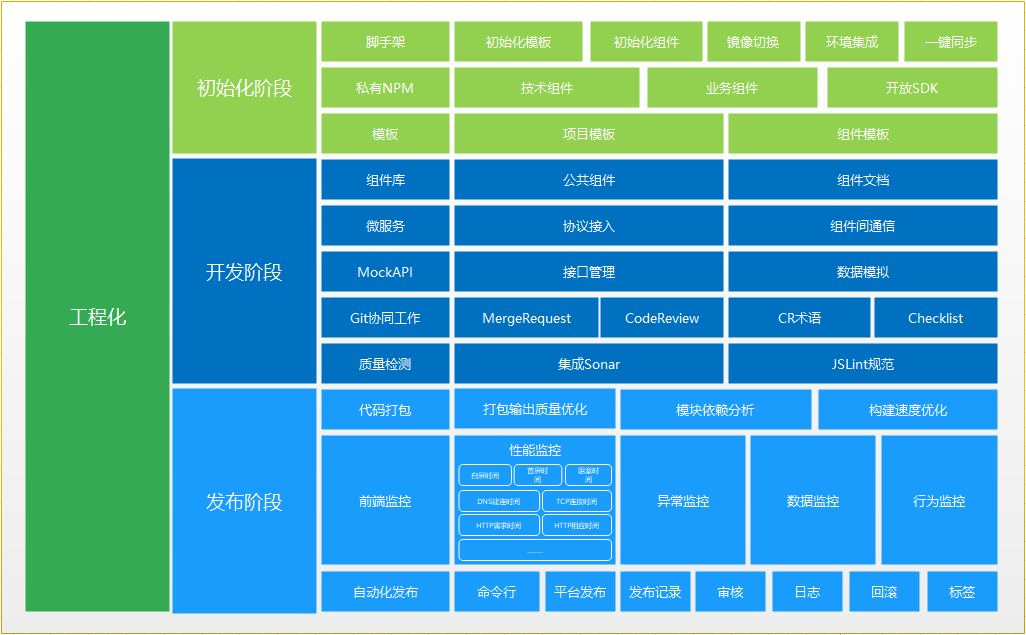 工程化
初始化阶段
脚手架
初始化模板
初始化组件
镜像切换
环境集成
一键同步
私有NPM
技术组件
业务组件
开放SDK
模板
项目模板
组件模板
开发阶段
组件库
公共组件
组件文档
微服务
协议接入
组件间通信
MockAPI
接口管理
数据模拟
Git协同工作
MergeRequest
CodeReview
CR术语
Checklist
质量检测
集成Sonar
JSLint规范
发布阶段
代码打包
打包输出质量优化
模块依赖分析
构建速度优化
前端监控
性能监控
白屏时间
首屏时
间
阻塞时
间
DNS建连时间
TCP连接时间
HTTP请求时间
HTTP相应时间
......
异常监控
数据监控
行为监控
自动化发布
命令行
平台发布
发布记录
审核
日志
回滚
标签